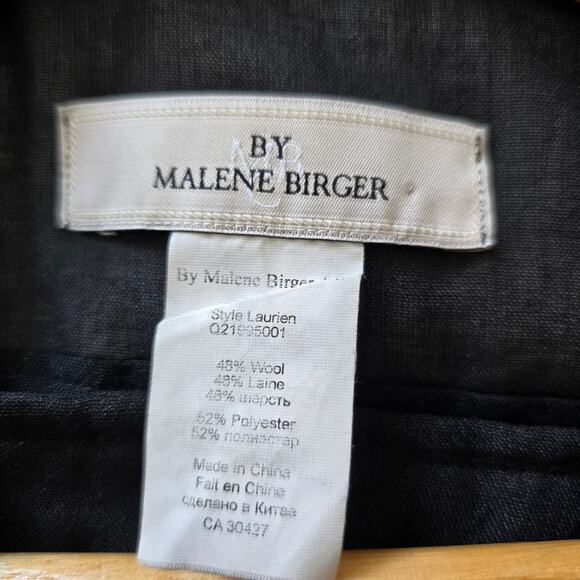 BY
MALENE BIRGER
By Malene Birger
Style Laurien
Q21995001
48% Wool
48% Laine
48% шерсть
52% Polyester
52% полиэстер
Made in China
Fait en Chine
сделано в Китае
CA 30427